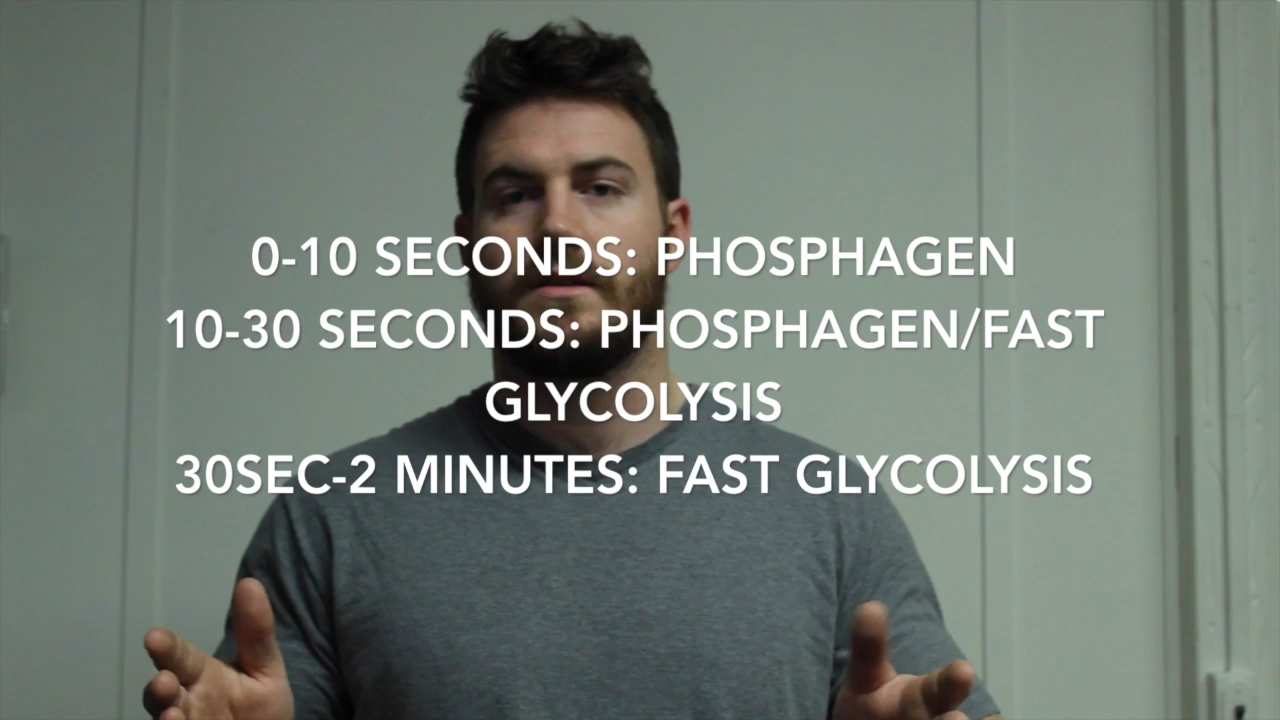 0-10 SECONDS: PHOSPHAGEN
10-30 SECONDS: PHOSPHAGEN/FAST
GLYCOLYSIS
30SEC-2 MINUTES: FAST GLYCOLYSIS